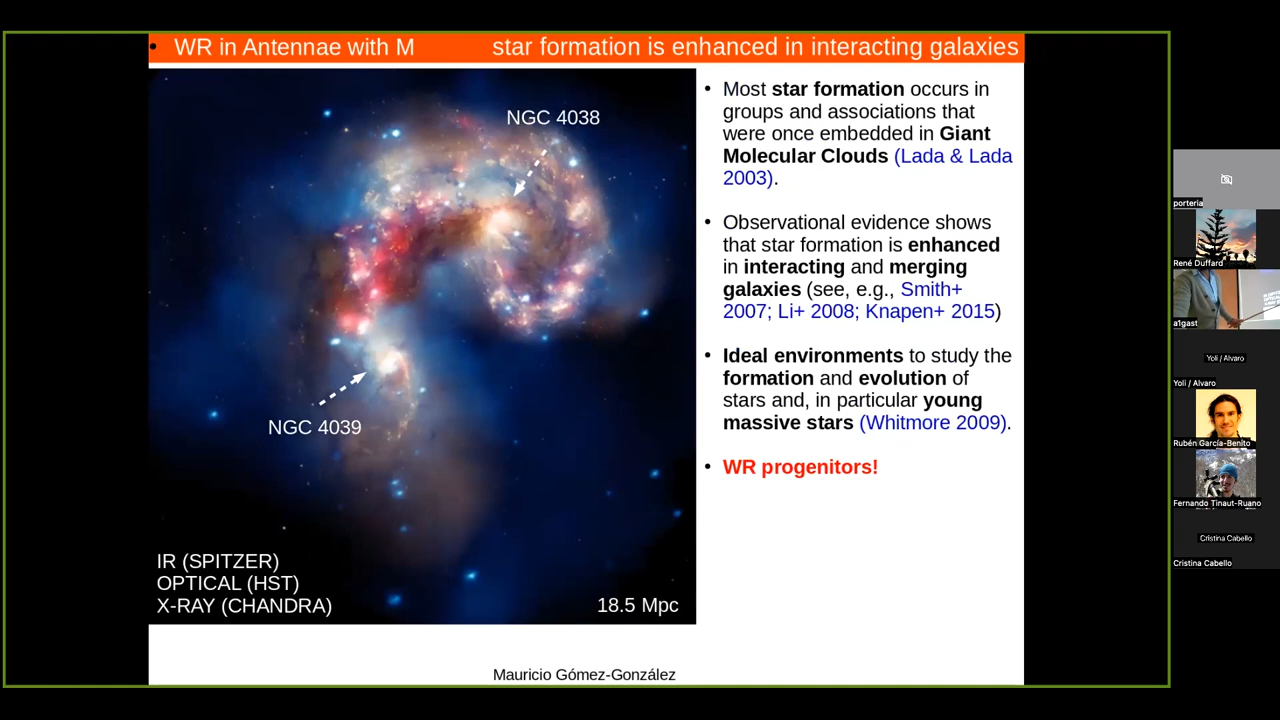 • WR in Antennae with M star formation is enhanced in interacting galaxies
NGC 4038
NGC 4039
IR (SPITZER)
OPTICAL (HST)
X-RAY (CHANDRA)
18.5 Mpc
• Most star formation occurs in
groups and associations that
were once embedded in Giant
Molecular Clouds (Lada & Lada
2003).
• Observational evidence shows
that star formation is enhanced
in interacting and merging
galaxies (see, e.g., Smith+
2007; Li+ 2008; Knapen+ 2015)
• Ideal environments to study the
formation and evolution of
stars and, in particular young
massive stars (Whitmore 2009).
• WR progenitors!
Mauricio Gómez-González
porteria
René Duffard
a1gast
Yoli / Alvaro
Yoli / Alvaro
Rubén García-Benito
Fernando Tinaut-Ruano
Cristina Cabello
Cristina Cabello